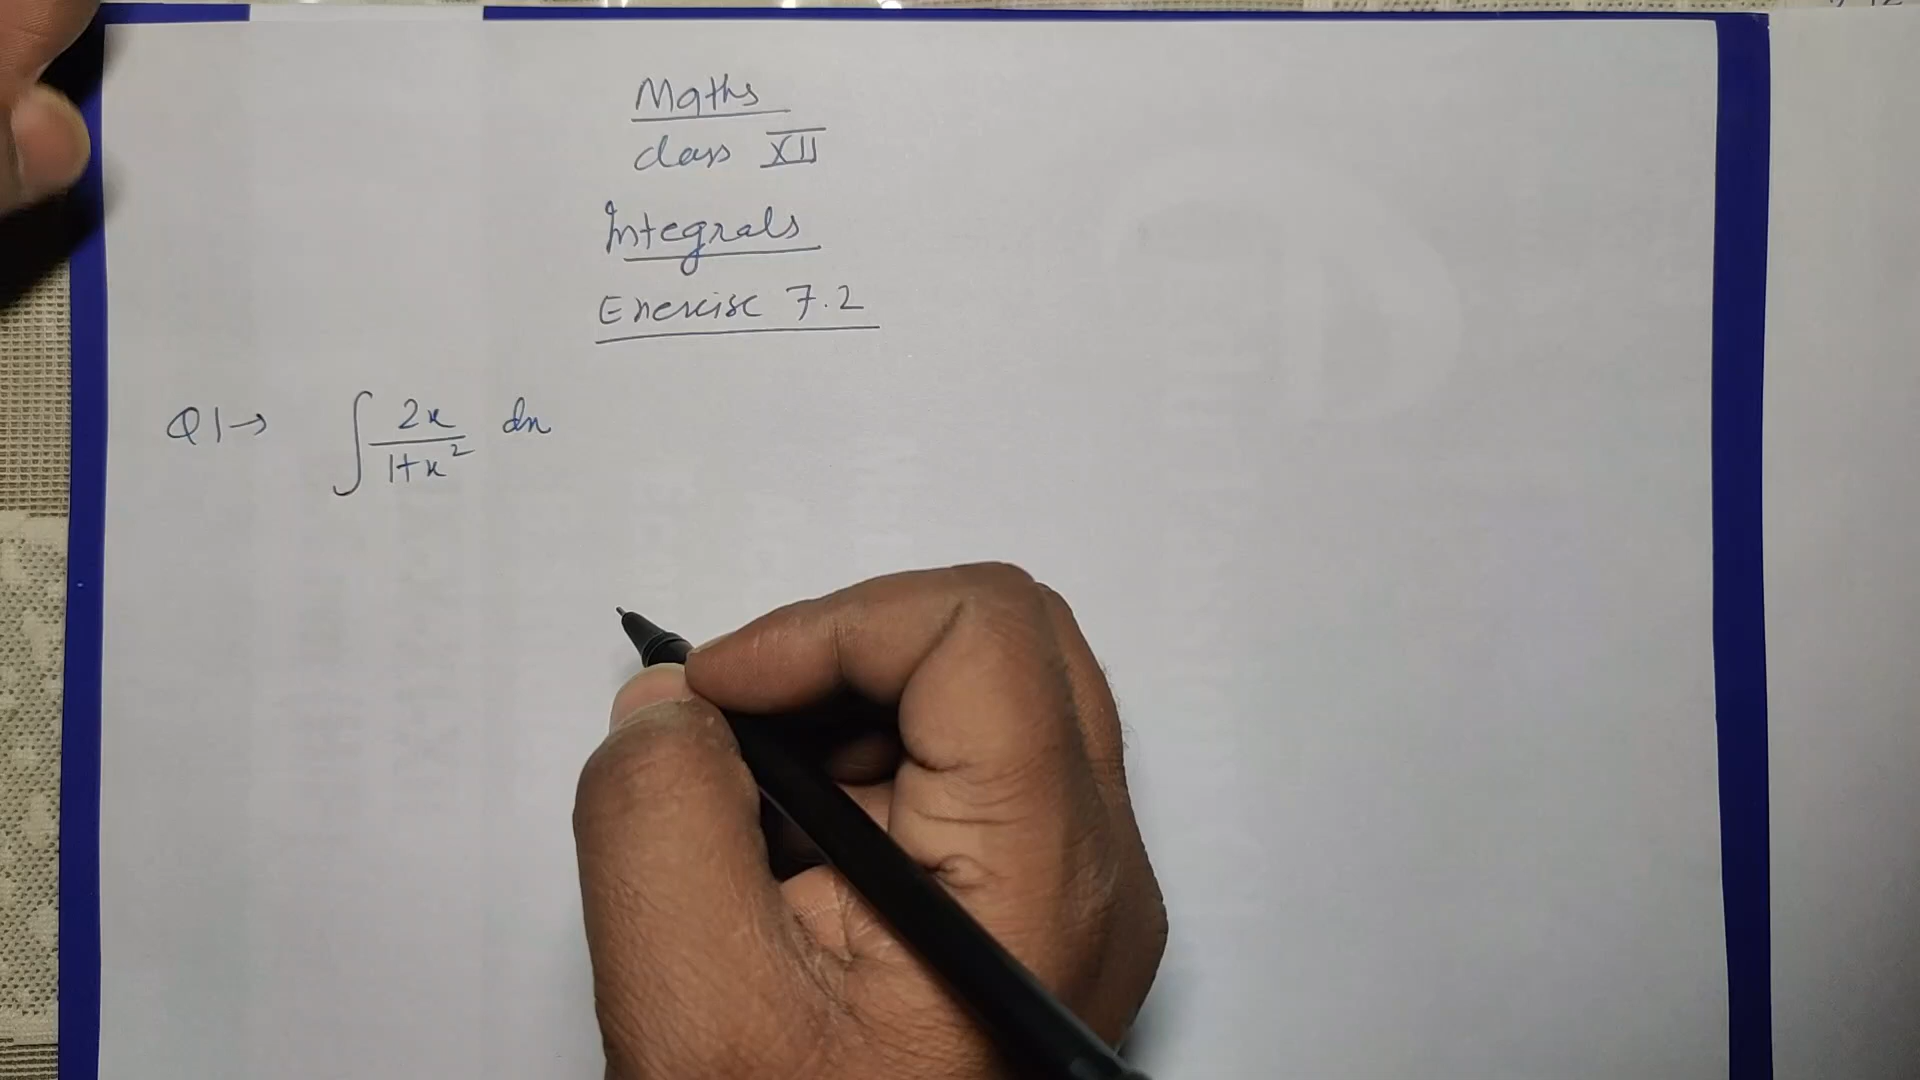 Maths
class XII
Integrals
Exercise 7.2
Q1→ ∫ 2x/(1+x²) dx